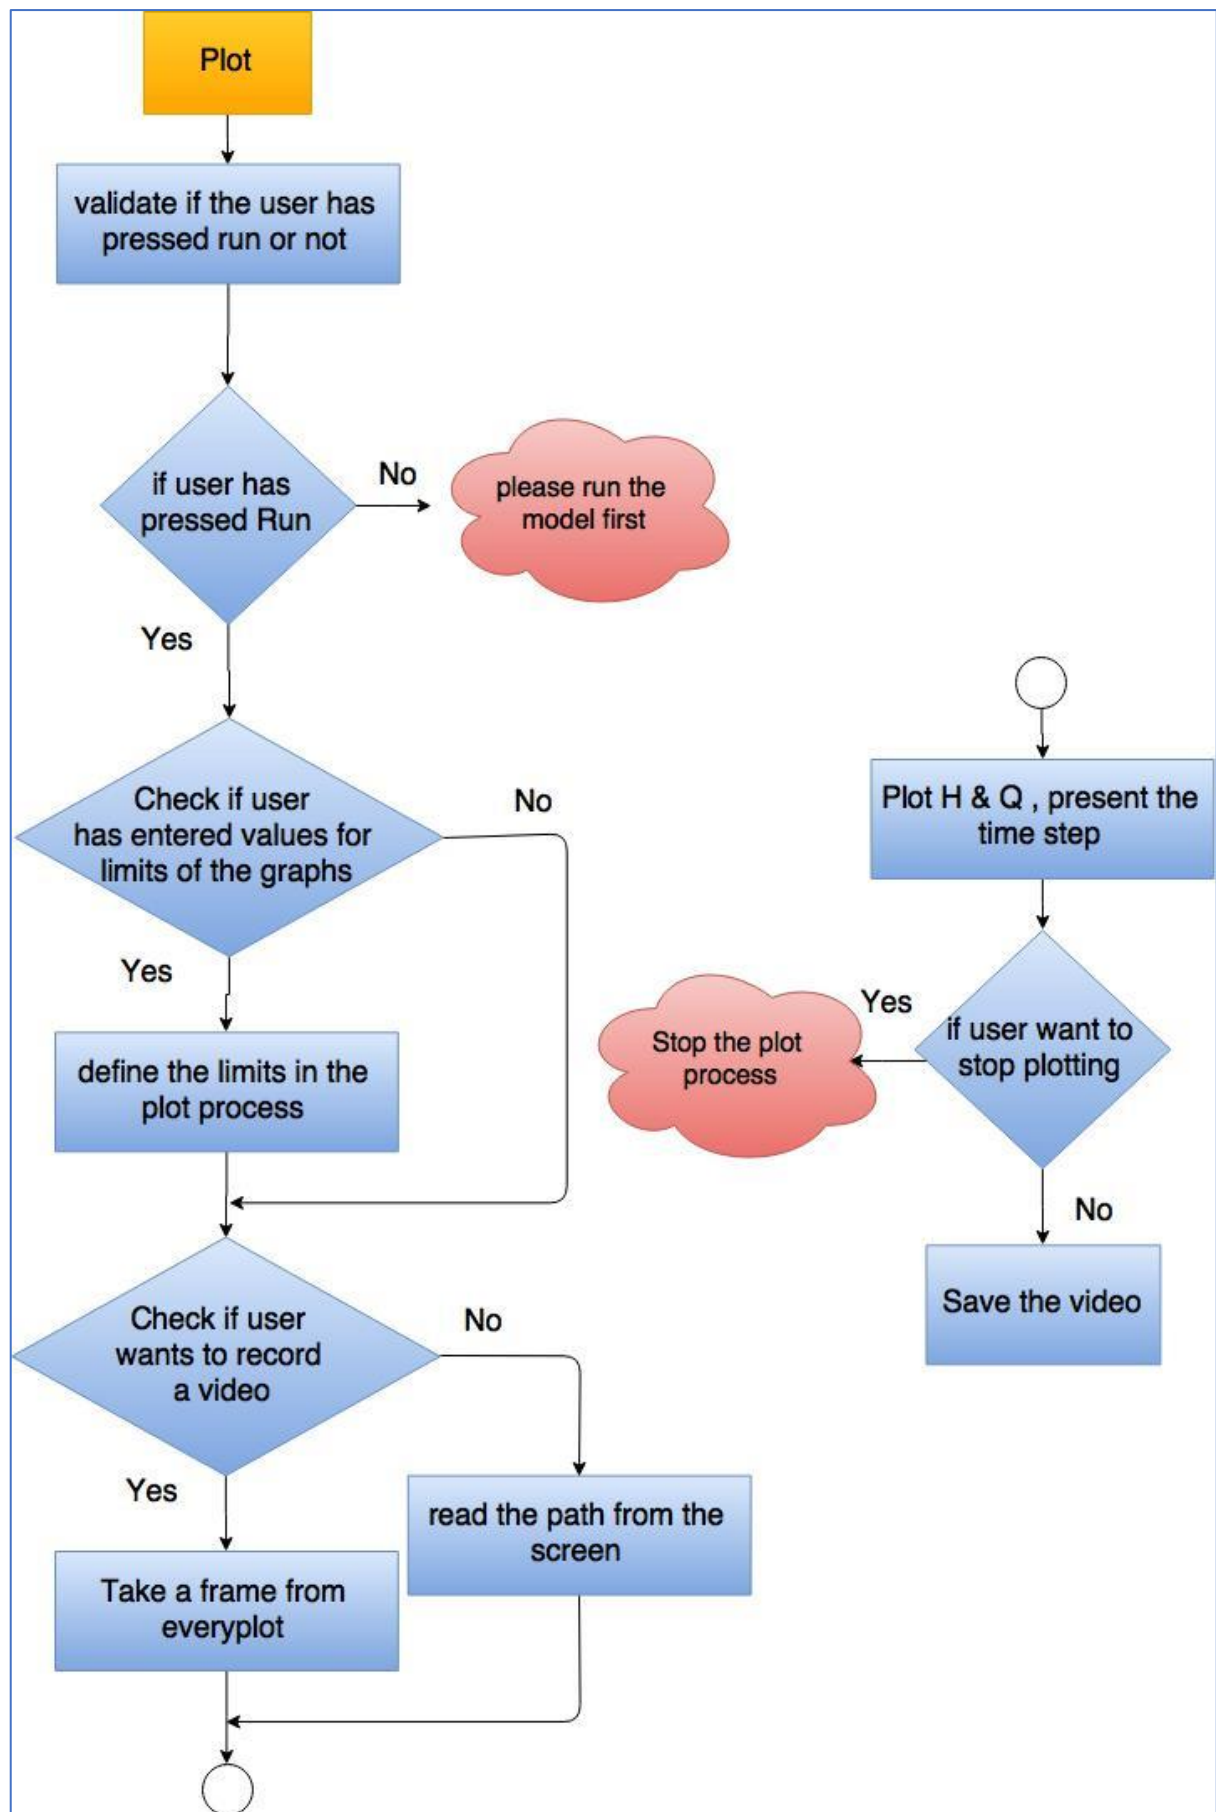 Plot
validate if the user has
pressed run or not
if user has
pressed Run
No
please run the
model first
Yes
Check if user
has entered values for
limits of the graphs
No
Yes
define the limits in the
plot process
Check if user
wants to record
a video
No
Yes
read the path from the
screen
Take a frame from
everyplot
Plot H & Q , present the
time step
if user want to
stop plotting
Yes
Stop the plot
process
No
Save the video